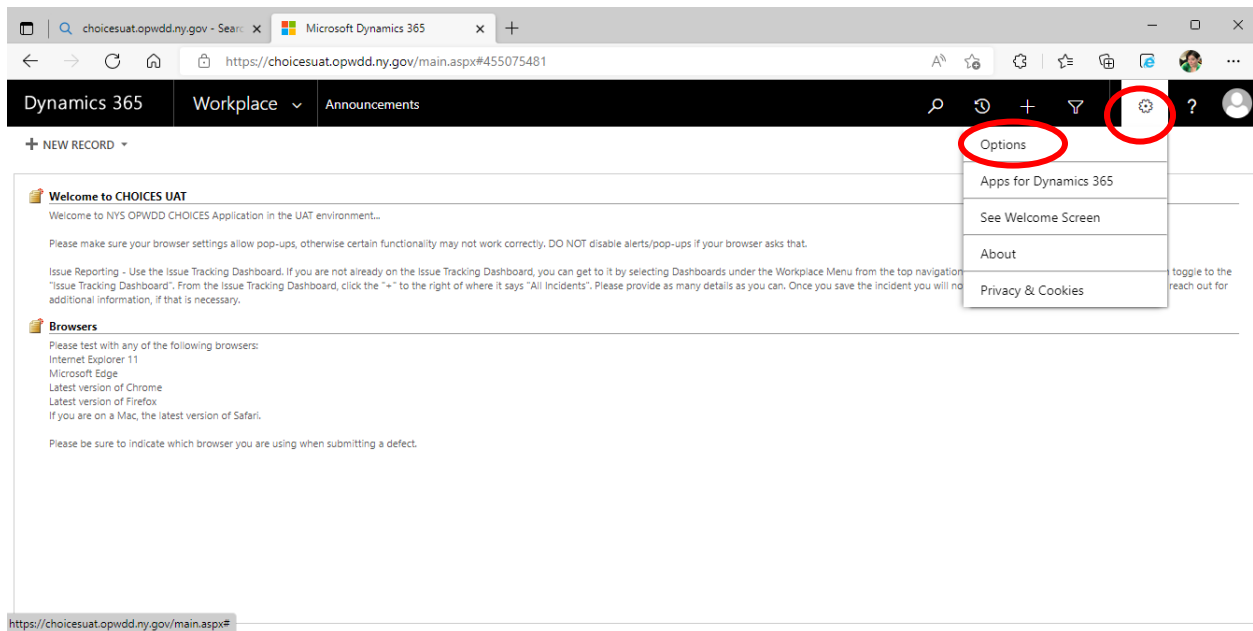 choicesuat.opwdd.ny.gov - Searc
Microsoft Dynamics 365
https://choicesuat.opwdd.ny.gov/main.aspx#455075481
Dynamics 365
Workplace
Announcements
?
NEW RECORD
Options
Apps for Dynamics 365
See Welcome Screen
About
Privacy & Cookies
Welcome to CHOICES UAT
Welcome to NYS OPWDD CHOICES Application in the UAT environment...
Please make sure your browser settings allow pop-ups, otherwise certain functionality may not work correctly. DO NOT disable alerts/pop-ups if your browser asks that.
Issue Reporting - Use the Issue Tracking Dashboard. If you are not already on the Issue Tracking Dashboard, you can get to it by selecting Dashboards under the Workplace Menu from the top navigation toggle to the
"Issue Tracking Dashboard". From the Issue Tracking Dashboard, click the "+" to the right of where it says "All Incidents". Please provide as many details as you can. Once you save the incident you will no reach out for
additional information, if that is necessary.
Browsers
Please test with any of the following browsers:
Internet Explorer 11
Microsoft Edge
Latest version of Chrome
Latest version of Firefox
If you are on a Mac, the latest version of Safari.
Please be sure to indicate which browser you are using when submitting a defect.
https://choicesuat.opwdd.ny.gov/main.aspx#